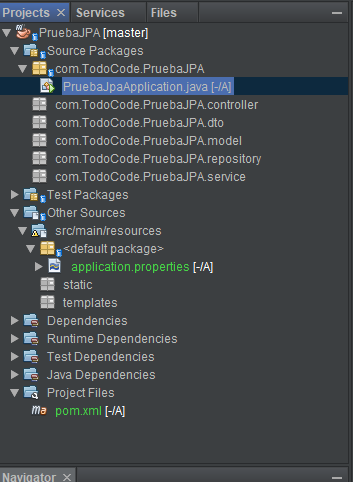 Projects Services Files
PruebaJPA [master]
Source Packages
com.TodoCode.PruebaJPA
PruebaJpaApplication.java [-/A]
com.TodoCode.PruebaJPA.controller
com.TodoCode.PruebaJPA.dto
com.TodoCode.PruebaJPA.model
com.TodoCode.PruebaJPA.repository
com.TodoCode.PruebaJPA.service
Test Packages
Other Sources
src/main/resources
<default package>
application.properties [-/A]
static
templates
Dependencies
Runtime Dependencies
Test Dependencies
Java Dependencies
Project Files
ma pom.xml [-/A]
Navigator